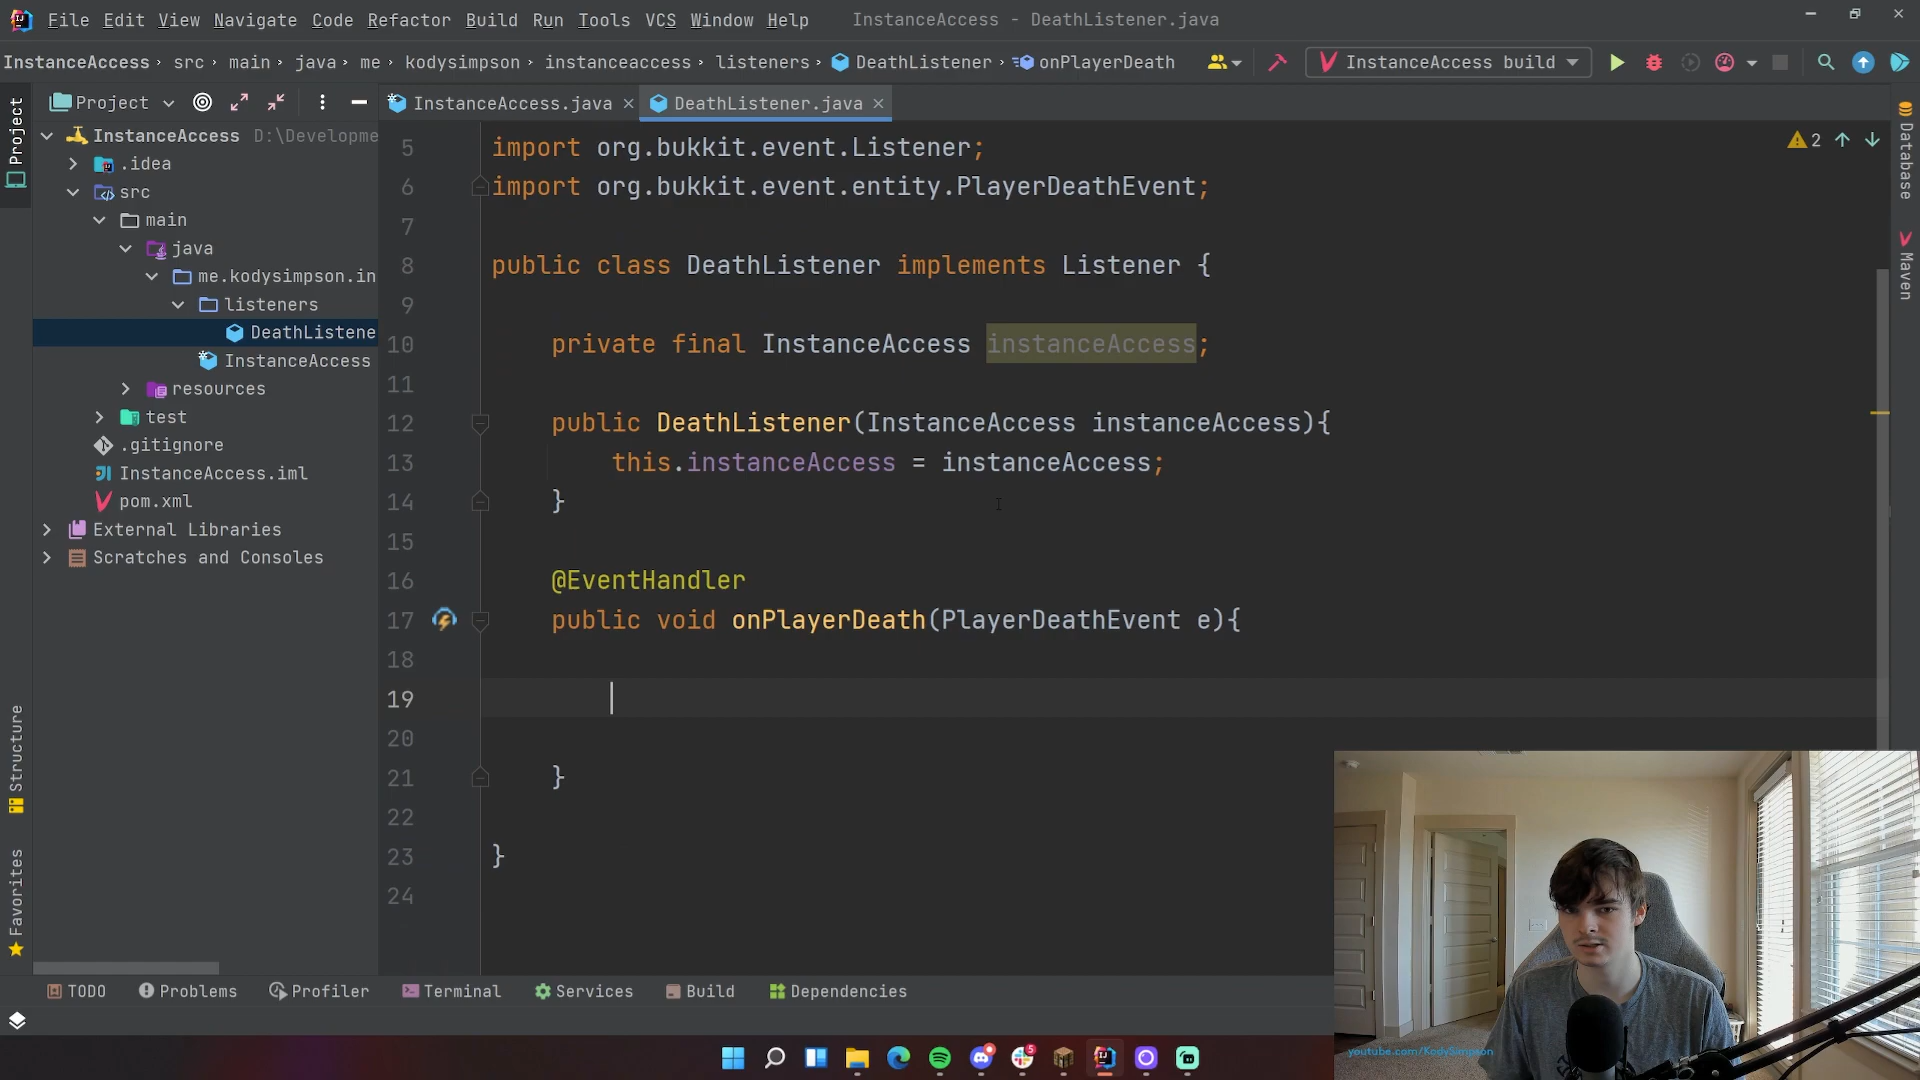 File Edit View Navigate Code Refactor Build Run Tools VCS Window Help InstanceAccess - DeathListener.java
InstanceAccess › src › main › java › me › kodysimpson › instanceaccess › listeners › DeathListener › onPlayerDeath InstanceAccess build
Project InstanceAccess.java DeathListener.java
InstanceAccess D:\Developme
.idea
src
main
java
me.kodysimpson.in
listeners
DeathListene
InstanceAccess
resources
test
.gitignore
InstanceAccess.iml
pom.xml
External Libraries
Scratches and Consoles
Project
Structure
Favorites
5 import org.bukkit.event.Listener;
6 import org.bukkit.event.entity.PlayerDeathEvent;
7
8 public class DeathListener implements Listener {
9
10 private final InstanceAccess instanceAccess;
11
12 public DeathListener(InstanceAccess instanceAccess){
13 this.instanceAccess = instanceAccess;
14 }
15
16 @EventHandler
17 public void onPlayerDeath(PlayerDeathEvent e){
18
19
20
21 }
22
23 }
24
2
Database
Maven
TODO Problems Profiler Terminal Services Build Dependencies
5
youtube.com/KodySimpson